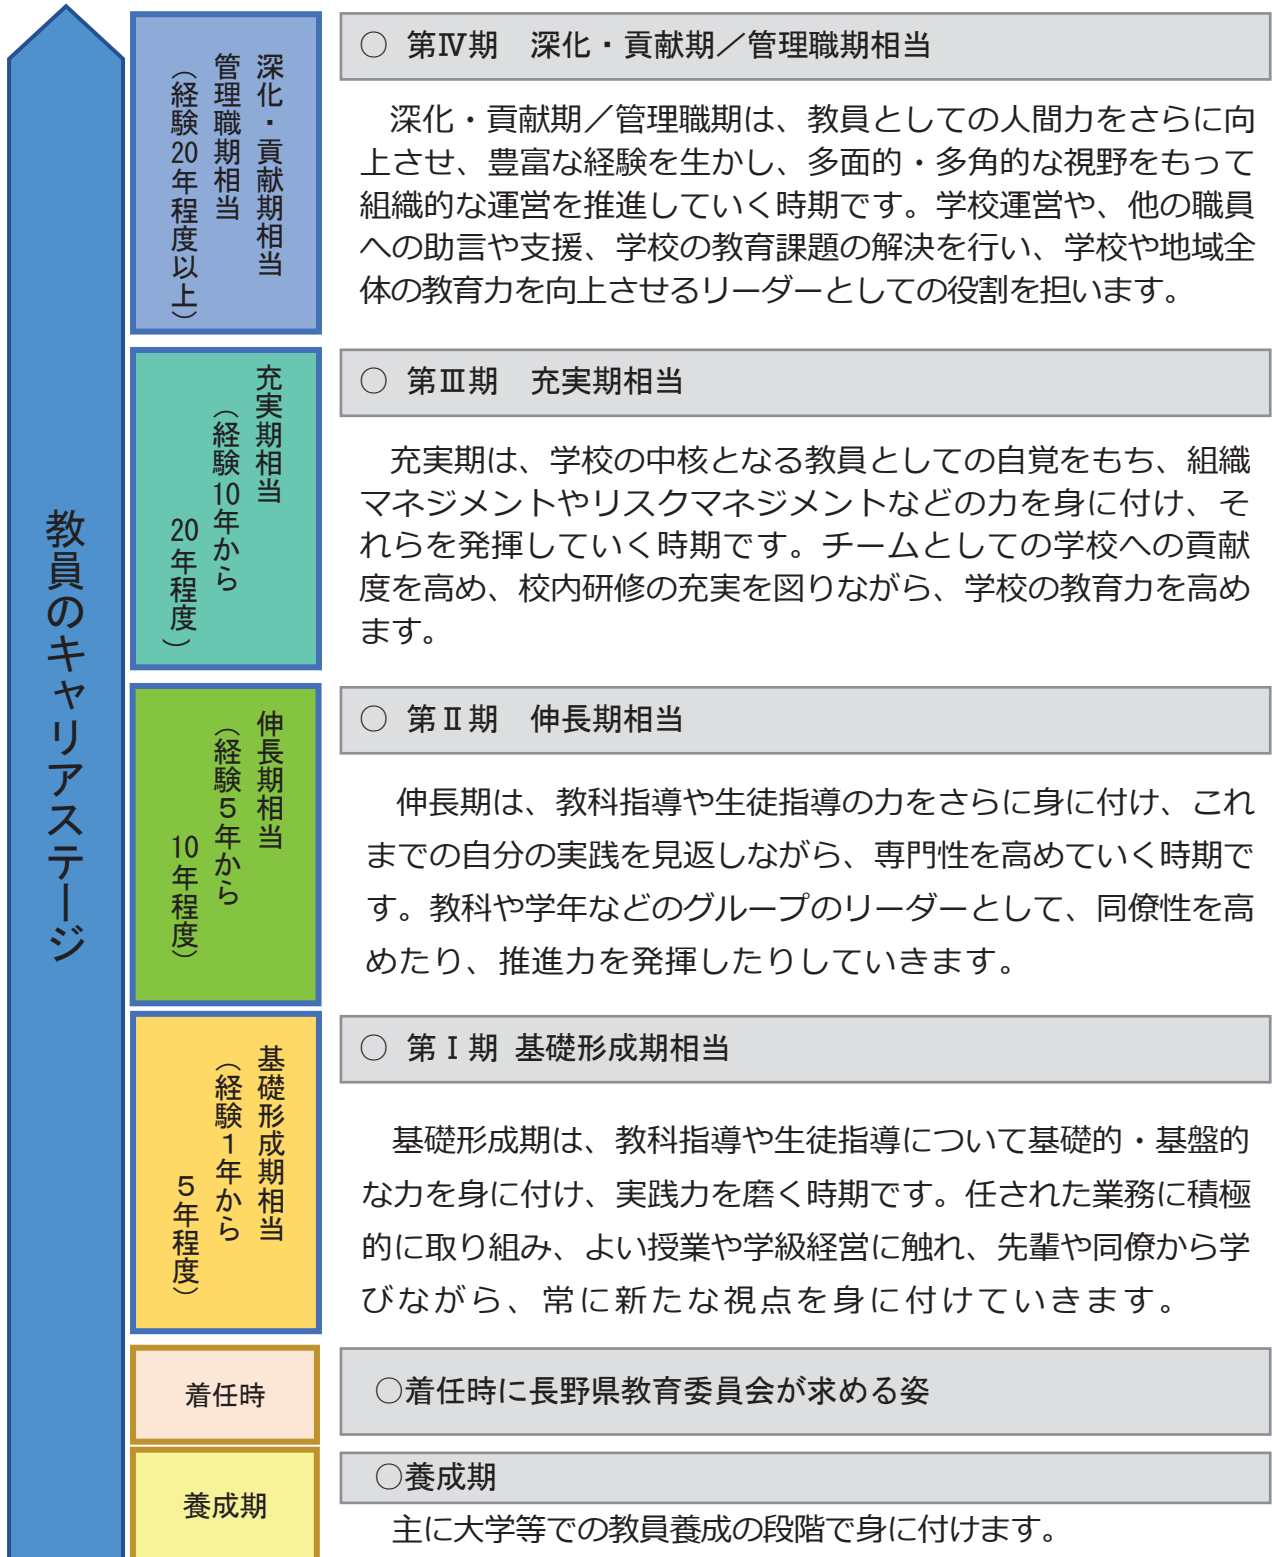 教員のキャリアステージ
深化・貢献期相当
管理職期相当
（経験20年程度以上）
○ 第Ⅳ期　深化・貢献期／管理職期相当
深化・貢献期／管理職期は、教員としての人間力をさらに向
上させ、豊富な経験を生かし、多面的・多角的な視野をもって
組織的な運営を推進していく時期です。学校運営や、他の職員
への助言や支援、学校の教育課題の解決を行い、学校や地域全
体の教育力を向上させるリーダーとしての役割を担います。
充実期相当
（経験10年から
20年程度）
○ 第Ⅲ期　充実期相当
充実期は、学校の中核となる教員としての自覚をもち、組織
マネジメントやリスクマネジメントなどの力を身に付け、そ
れらを発揮していく時期です。チームとしての学校への貢献
度を高め、校内研修の充実を図りながら、学校の教育力を高め
ます。
伸長期相当
（経験５年から
10年程度）
○ 第Ⅱ期　伸長期相当
伸長期は、教科指導や生徒指導の力をさらに身に付け、これ
までの自分の実践を見返しながら、専門性を高めていく時期で
す。教科や学年などのグループのリーダーとして、同僚性を高
めたり、推進力を発揮したりしていきます。
基礎形成期相当
（経験１年から
５年程度）
○ 第Ⅰ期 基礎形成期相当
基礎形成期は、教科指導や生徒指導について基礎的・基盤的
な力を身に付け、実践力を磨く時期です。任された業務に積極
的に取り組み、よい授業や学級経営に触れ、先輩や同僚から学
びながら、常に新たな視点を身に付けていきます。
着任時
○着任時に長野県教育委員会が求める姿
養成期
○養成期
主に大学等での教員養成の段階で身に付けます。